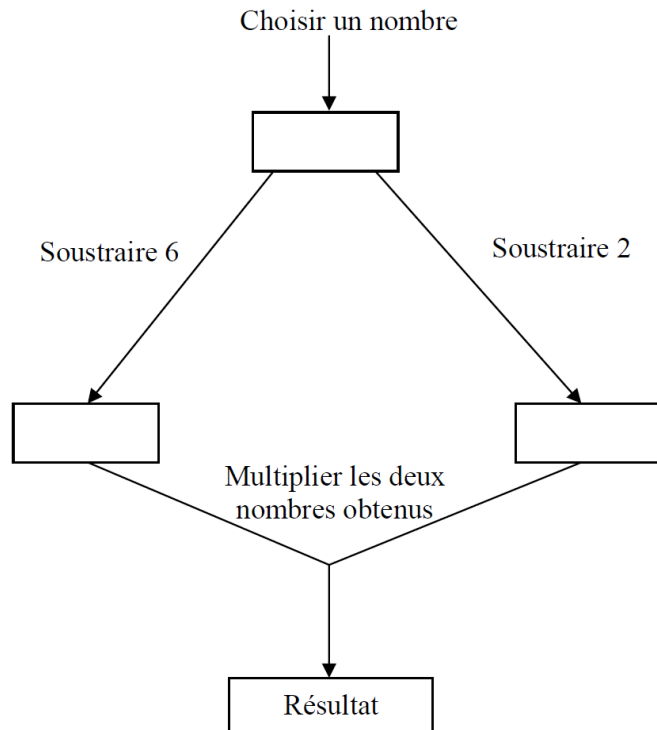 Choisir un nombre
Soustraire 6
Soustraire 2
Multiplier les deux
nombres obtenus
Résultat